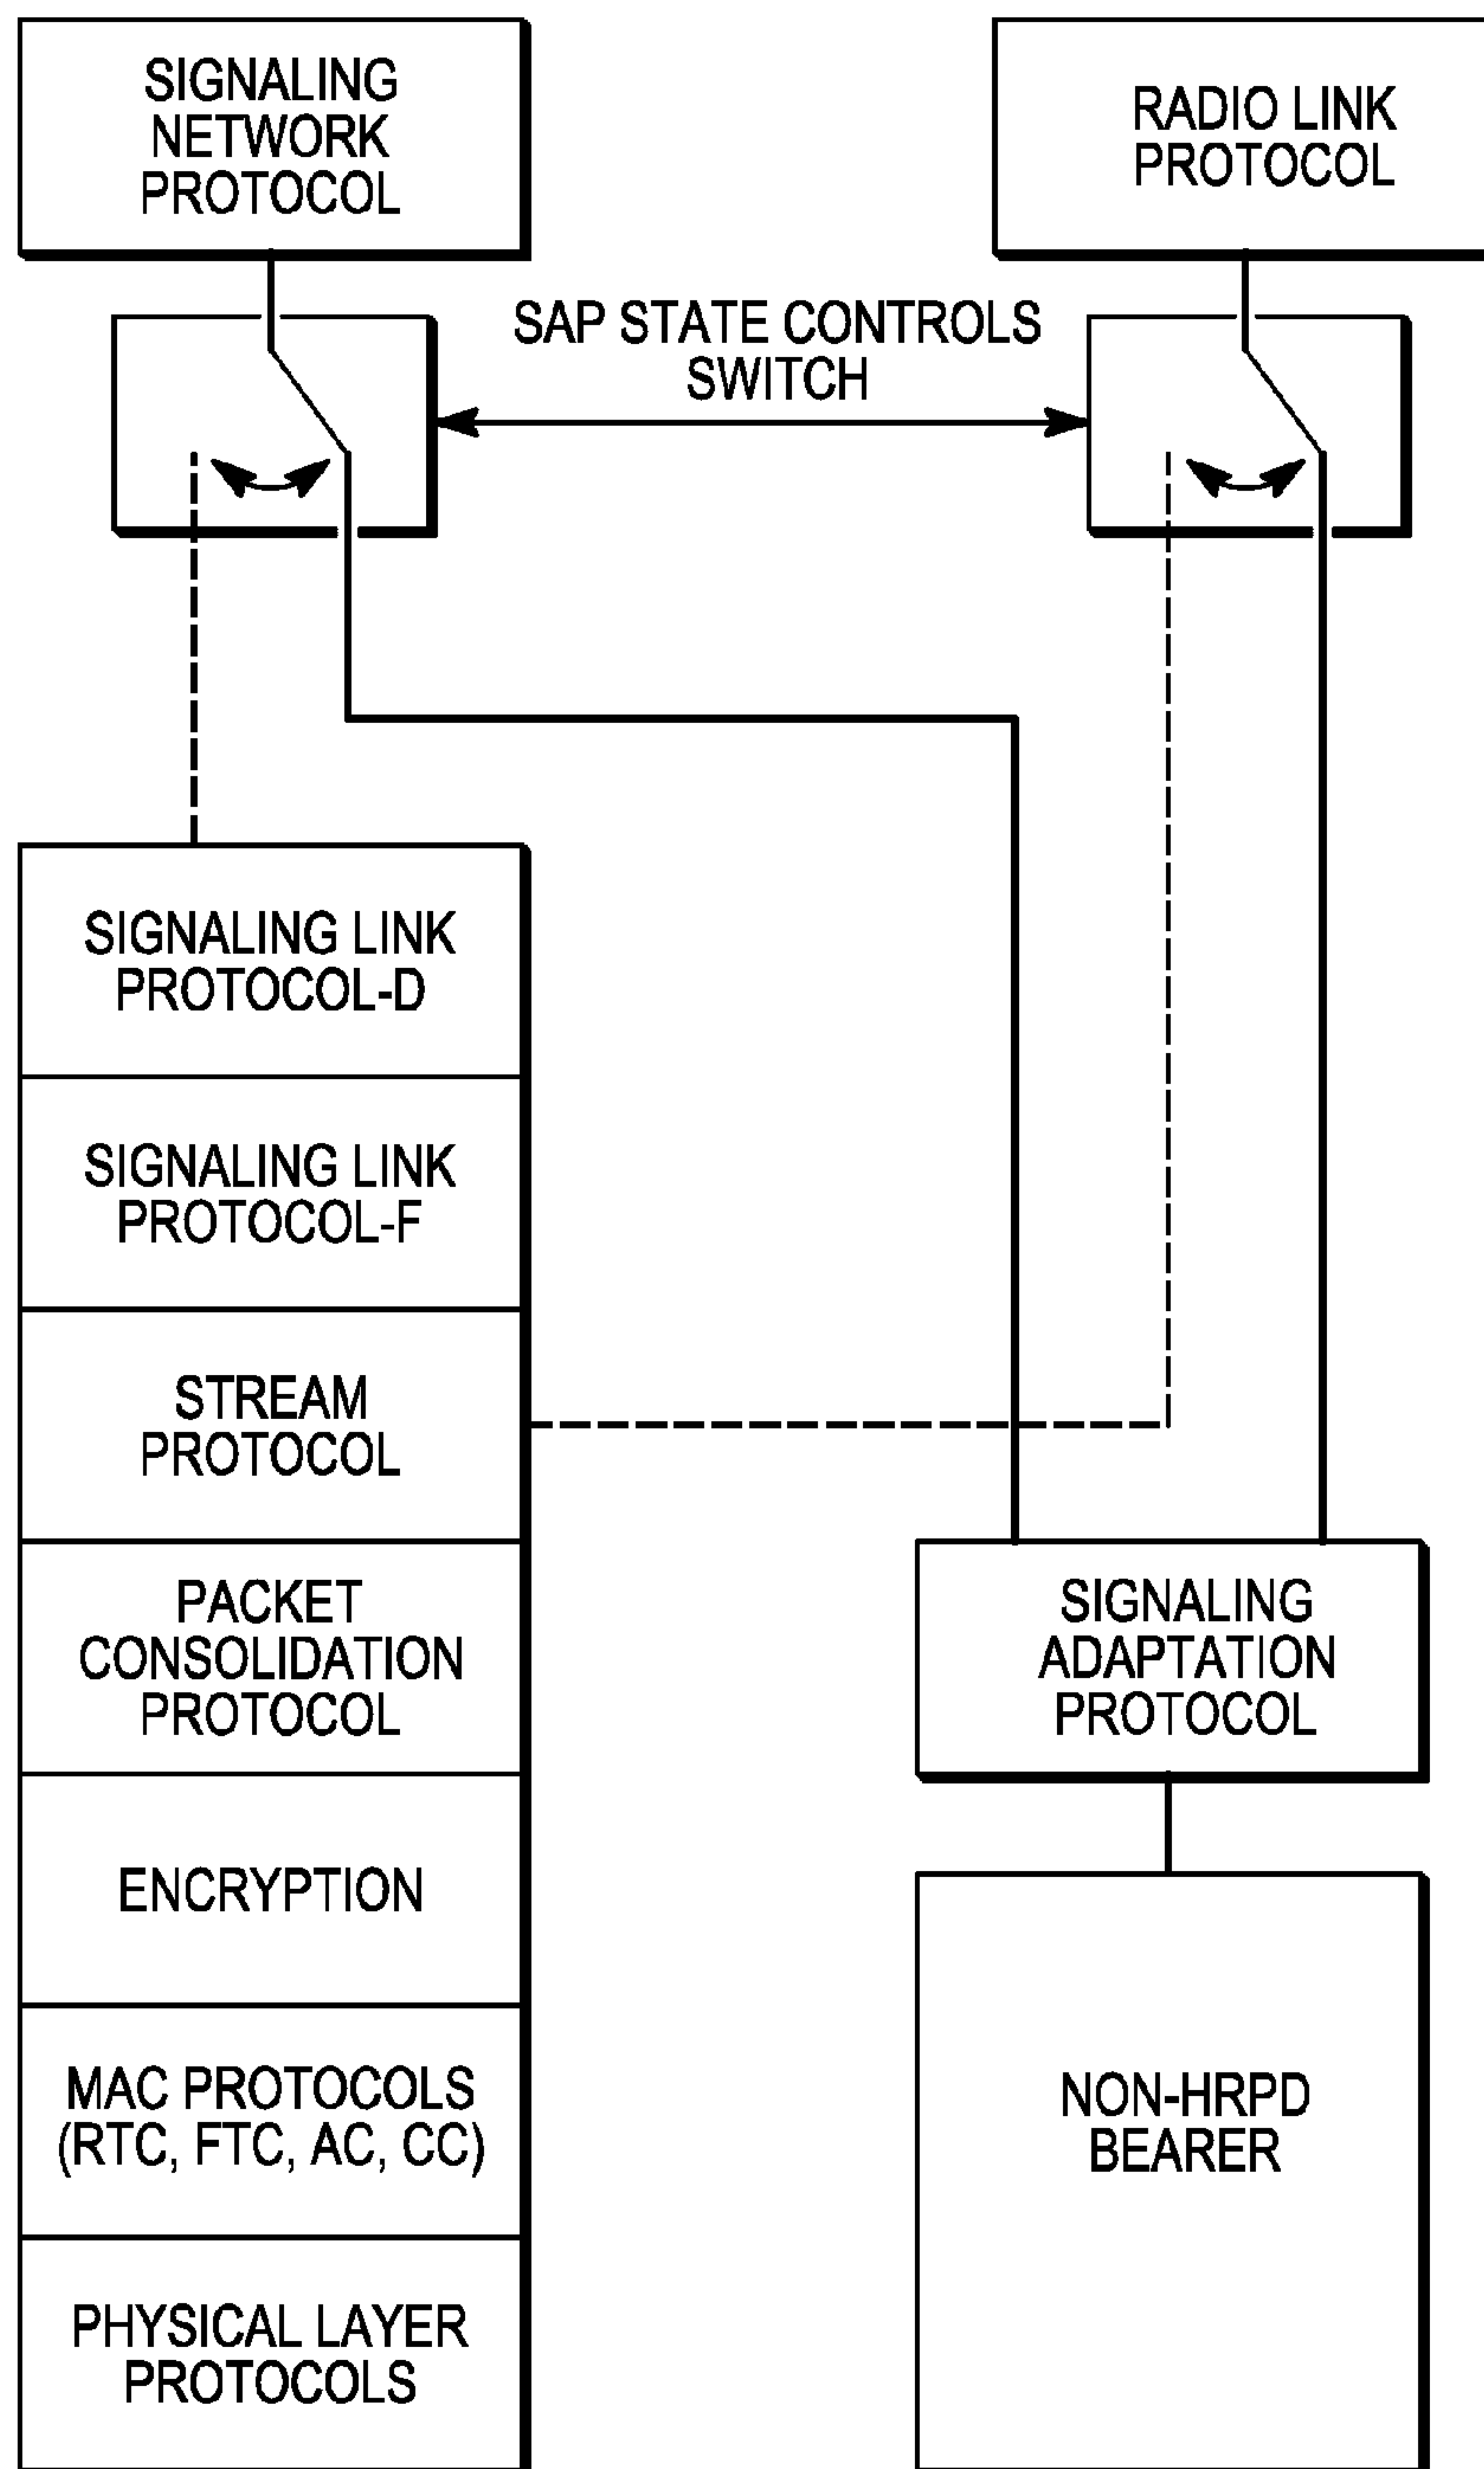 SIGNALING
NETWORK
PROTOCOL
RADIO LINK
PROTOCOL
SAP STATE CONTROLS
SWITCH
SIGNALING LINK
PROTOCOL-D
SIGNALING LINK
PROTOCOL-F
STREAM
PROTOCOL
PACKET
CONSOLIDATION
PROTOCOL
SIGNALING
ADAPTATION
PROTOCOL
ENCRYPTION
MAC PROTOCOLS
(RTC, FTC, AC, CC)
NON-HRPD
BEARER
PHYSICAL LAYER
PROTOCOLS